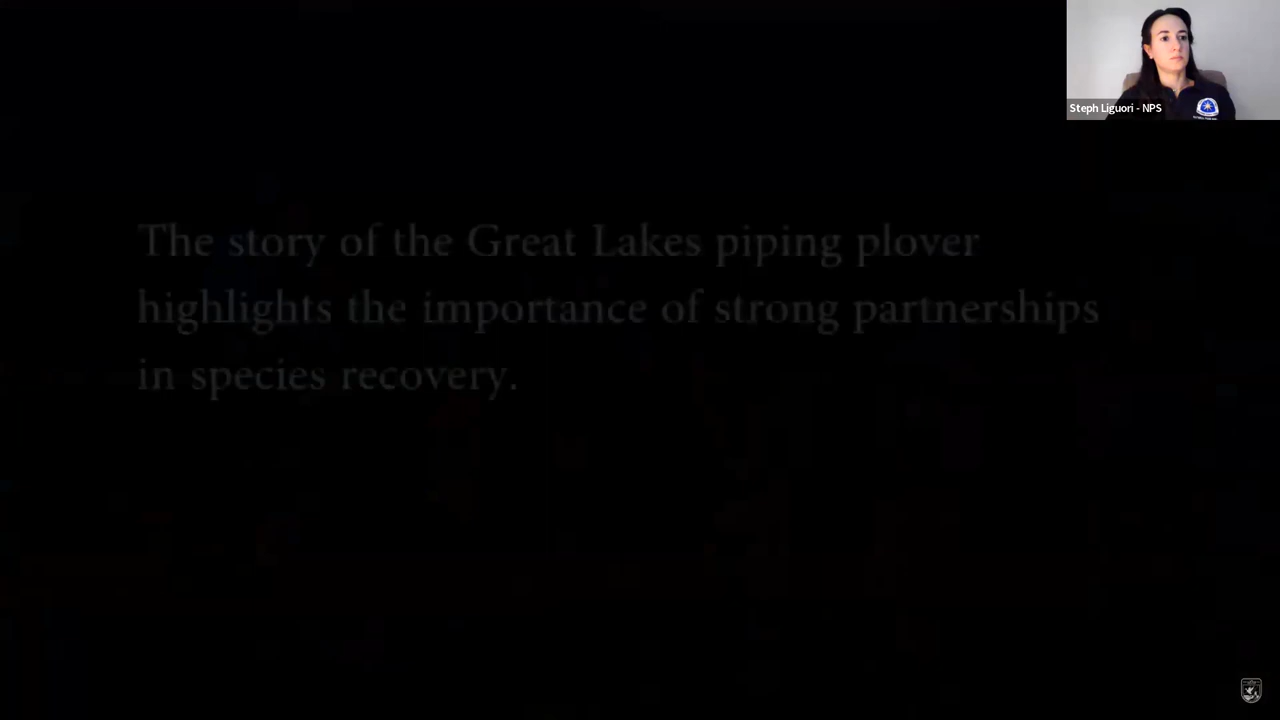 Steph Liguori - NPS
The story of the Great Lakes piping plover
highlights the importance of strong partnerships
in species recovery.